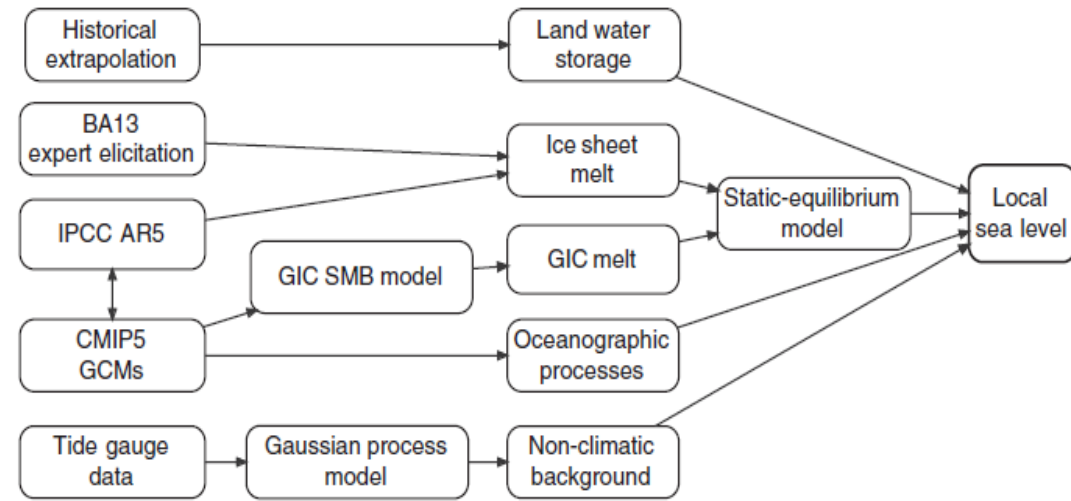 Historical
extrapolation
Land water
storage
BA13
expert elicitation
Ice sheet
melt
Static-equilibrium
model
Local
sea level
IPCC AR5
GIC SMB model
GIC melt
CMIP5
GCMs
Oceanographic
processes
Tide gauge
data
Gaussian process
model
Non-climatic
background